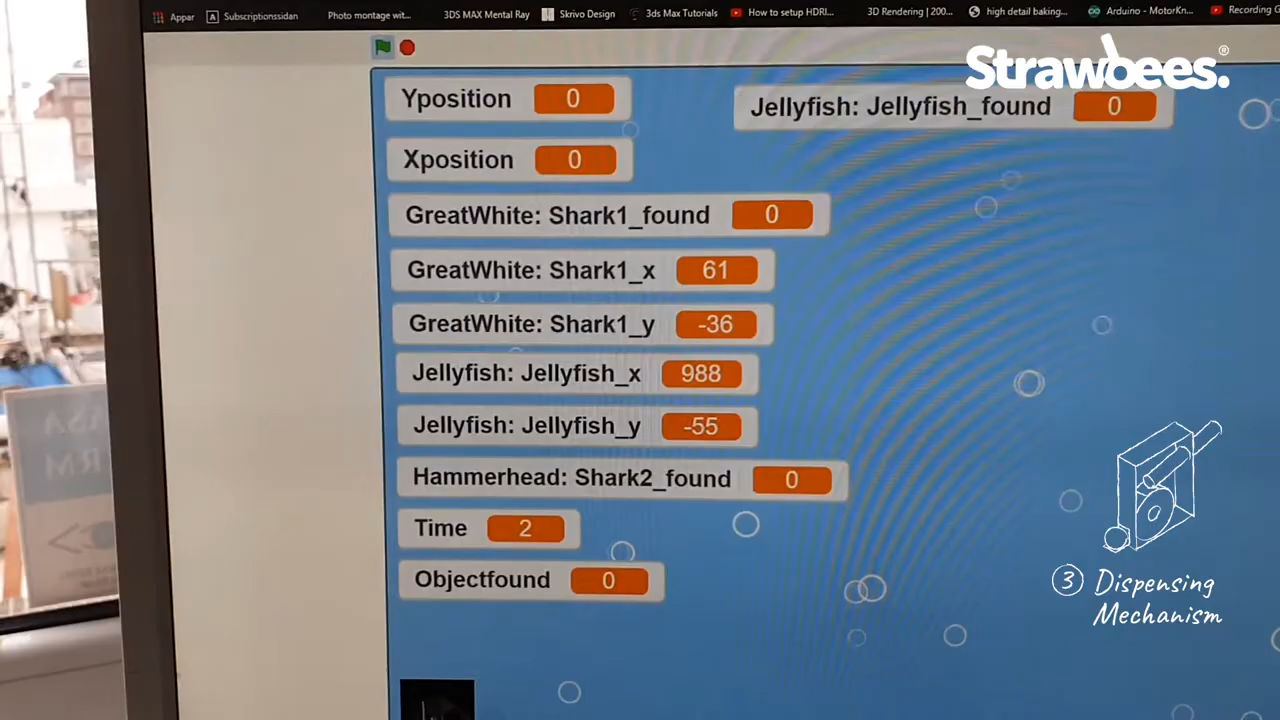 Appar
Subscriptionssidan
Photo montage wit...
3DS MAX Mental Ray
Skrivo Design
3ds Max Tutorials
How to setup HDRI...
3D Rendering | 200...
high detail baking...
Arduino - MotorKn...
Recording G
Strawbees.®
Yposition 0
Jellyfish: Jellyfish_found 0
Xposition 0
GreatWhite: Shark1_found 0
GreatWhite: Shark1_x 61
GreatWhite: Shark1_y -36
Jellyfish: Jellyfish_x 988
Jellyfish: Jellyfish_y -55
Hammerhead: Shark2_found 0
Time 2
Objectfound 0
3 Dispensing
Mechanism